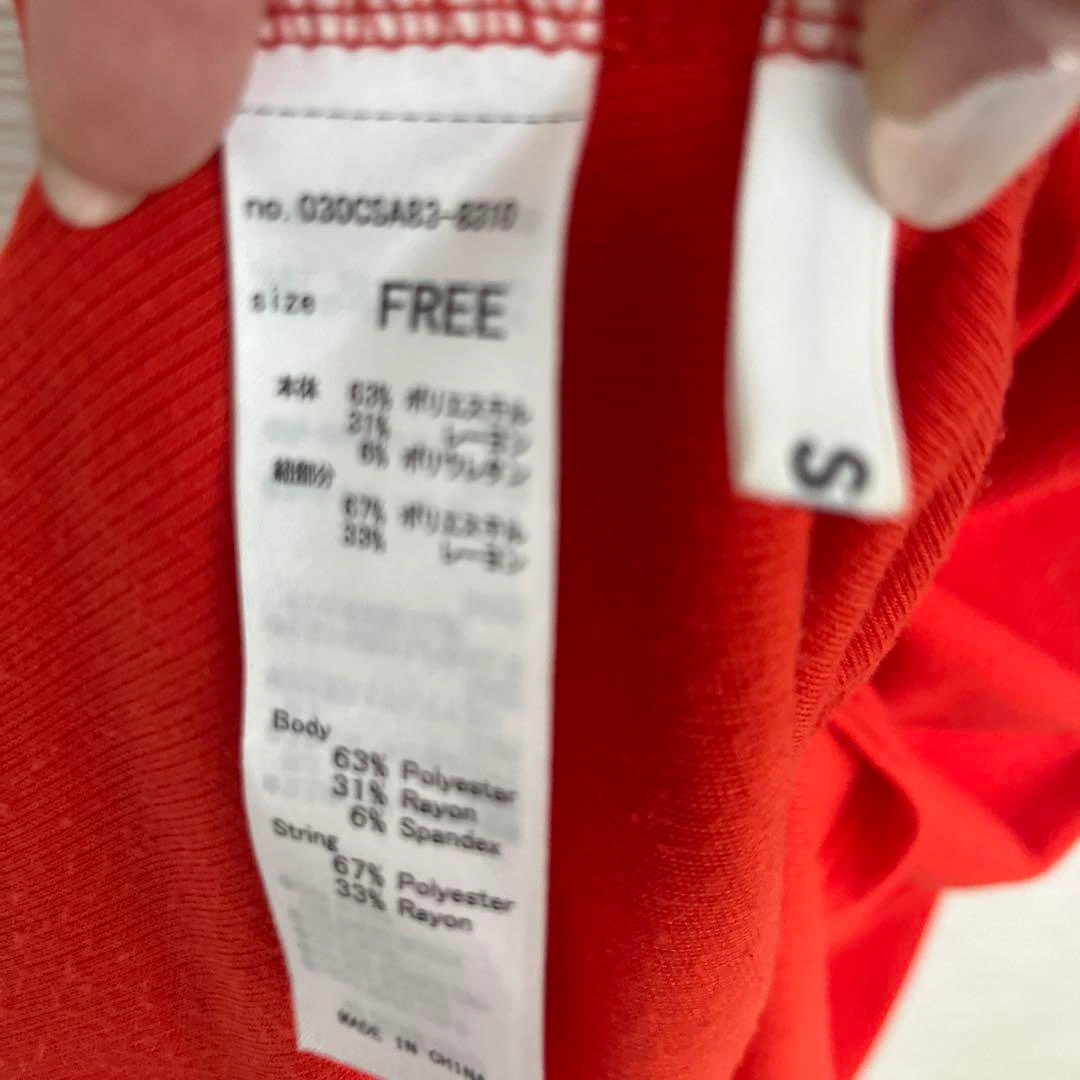 no. 030CSA83-0310
size FREE
本体 63% ポリエステル
31% レーヨン
6% ポリウレタン
紐部分
67% ポリエステル
33% レーヨン
Body
63% Polyester
31% Rayon
6% Spandex
String
67% Polyester
33% Rayon
MADE IN CHINA
S